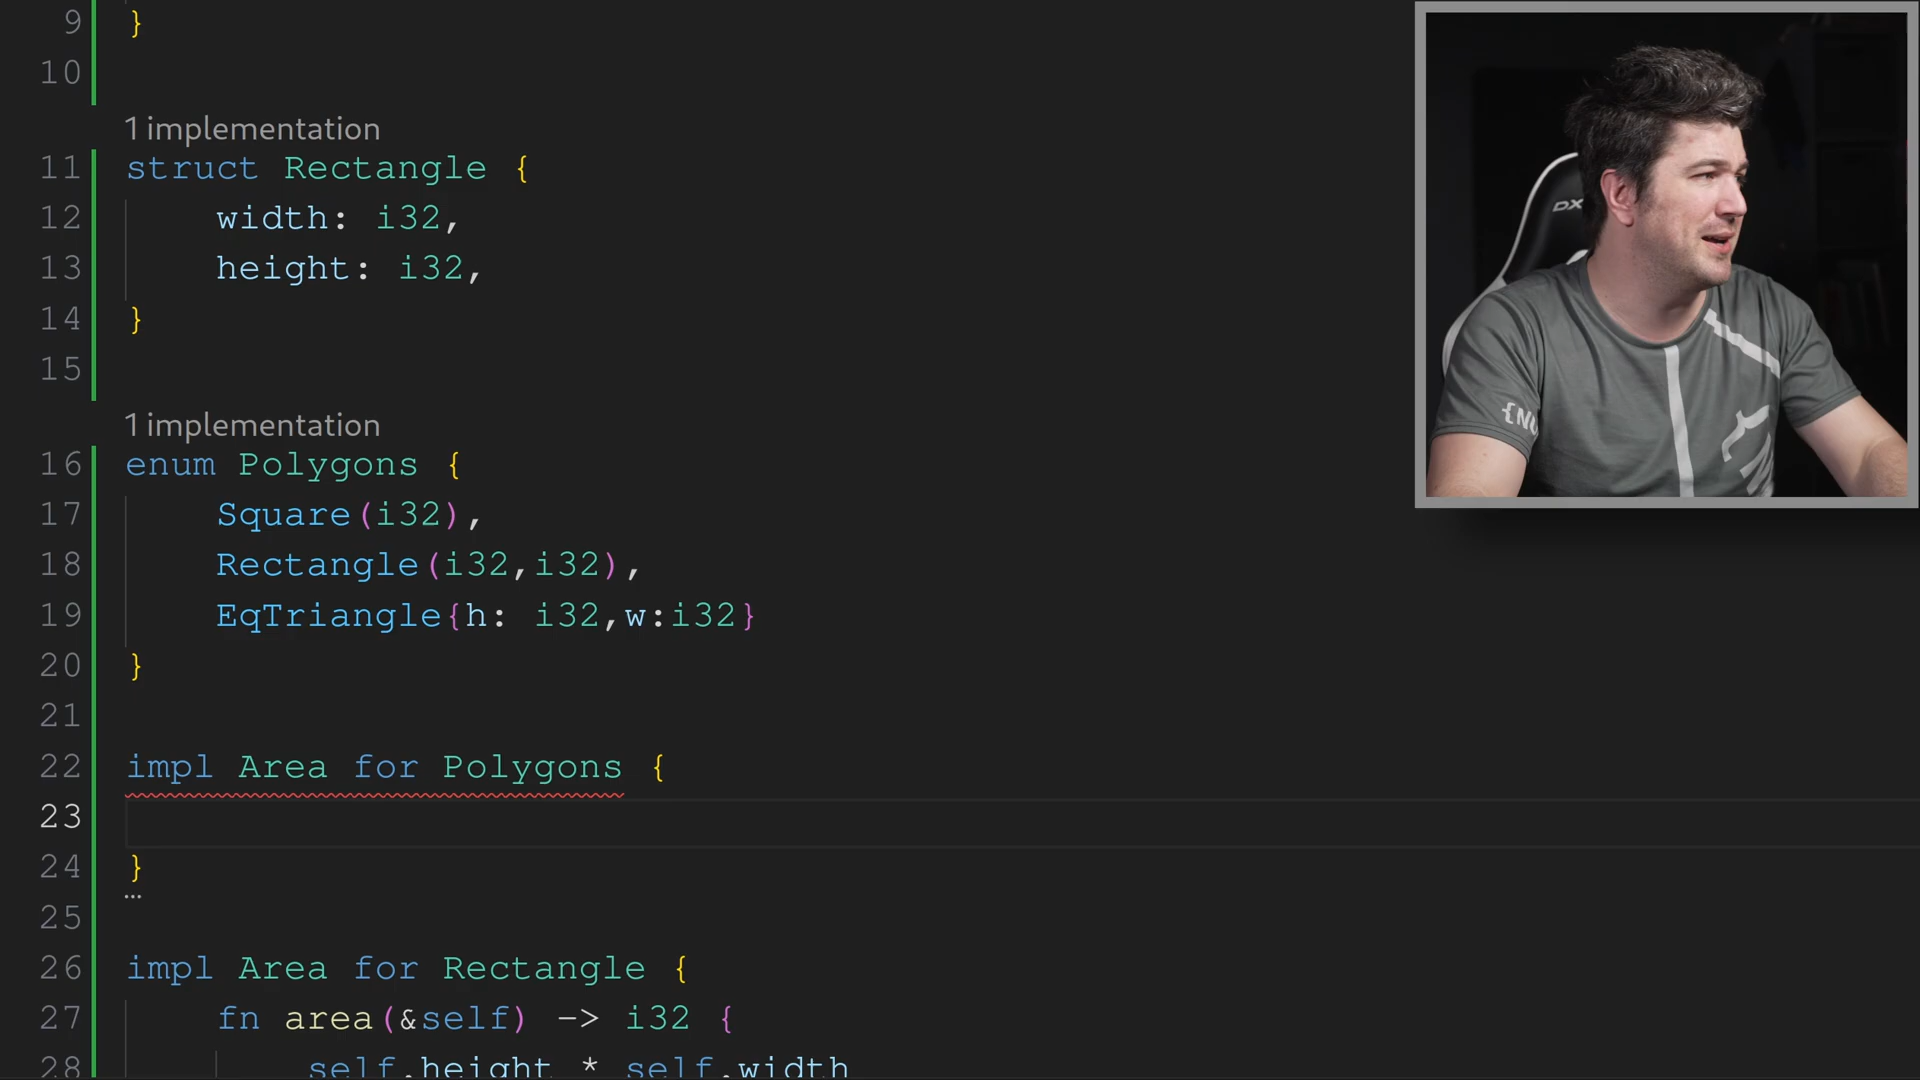 9 }
10
1 implementation
11 struct Rectangle {
12 width: i32,
13 height: i32,
14 }
15
1 implementation
16 enum Polygons {
17 Square(i32),
18 Rectangle(i32,i32),
19 EqTriangle{h: i32,w:i32}
20 }
21
22 impl Area for Polygons {
23
24 }
...
25
26 impl Area for Rectangle {
27 fn area(&self) -> i32 {
28 self.height * self.width
DX